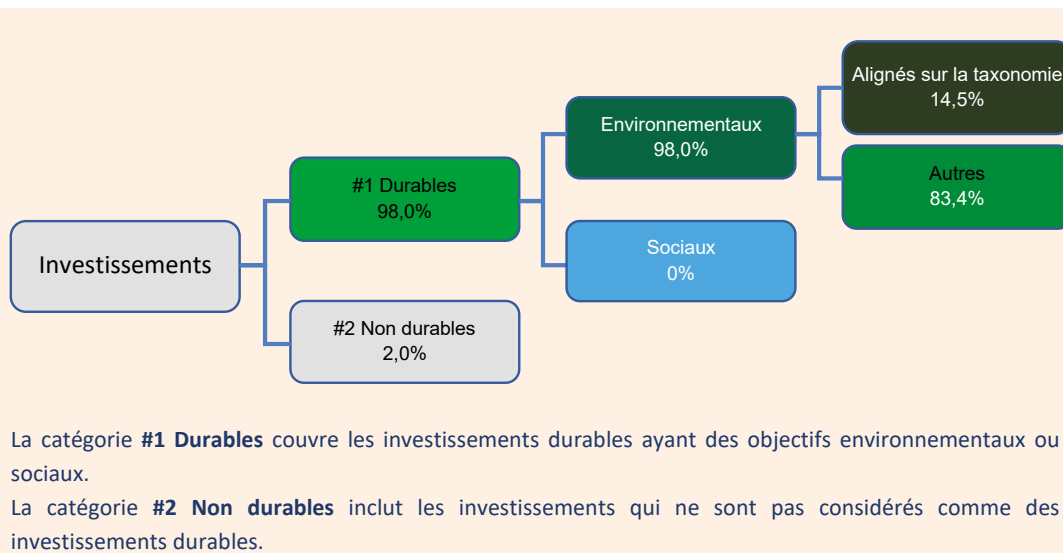 Alignés sur la taxonomie
14,5%
Environnementaux
98,0%
#1 Durables
98,0%
Autres
83,4%
Investissements
Sociaux
0%
#2 Non durables
2,0%
La catégorie #1 Durables couvre les investissements durables ayant des objectifs environnementaux ou
sociaux.
La catégorie #2 Non durables inclut les investissements qui ne sont pas considérés comme des
investissements durables.